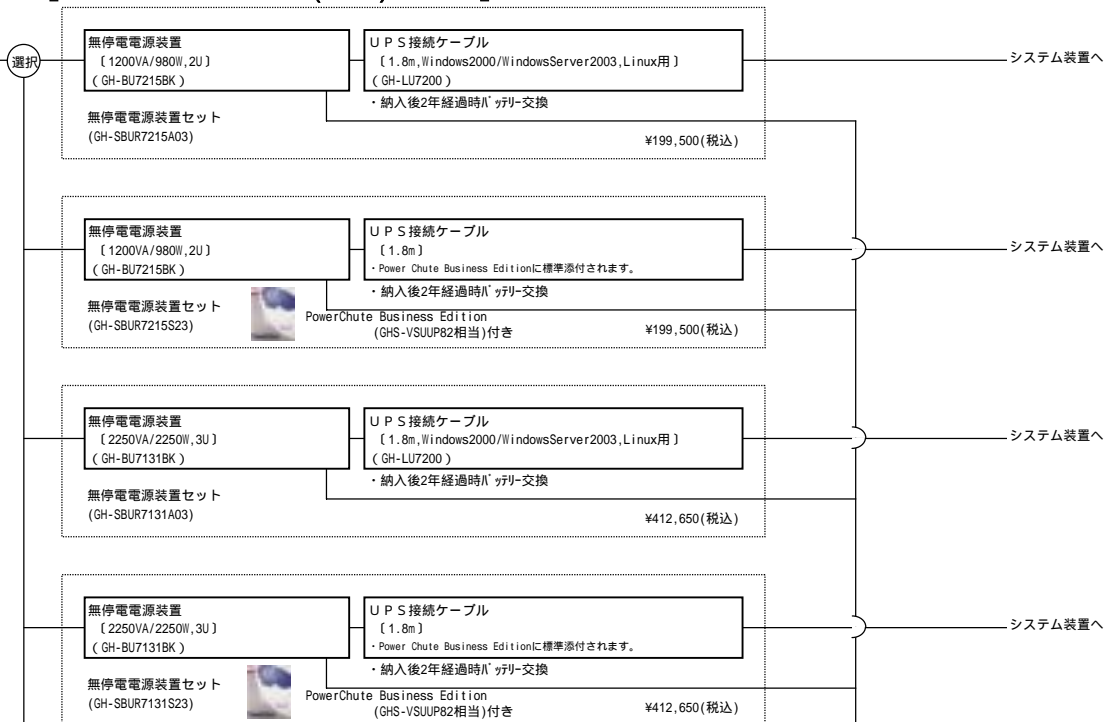 選択
無停電電源装置
〔1200VA/980W,2U〕
(GH-BU7215BK)
UPS接続ケーブル
〔1.8m,Windows2000/WindowsServer2003,Linux用〕
(GH-LU7200)
・納入後2年経過時バッテリー交換
無停電電源装置セット
(GH-SBUR7215A03)
¥199,500(税込)
システム装置へ
無停電電源装置
〔1200VA/980W,2U〕
(GH-BU7215BK)
UPS接続ケーブル
〔1.8m〕
・Power Chute Business Editionに標準添付されます。
・納入後2年経過時バッテリー交換
無停電電源装置セット
(GH-SBUR7215S23)
PowerChute Business Edition
(GHS-VSUUP82相当)付き
¥199,500(税込)
システム装置へ
無停電電源装置
〔2250VA/2250W,3U〕
(GH-BU7131BK)
UPS接続ケーブル
〔1.8m,Windows2000/WindowsServer2003,Linux用〕
(GH-LU7200)
・納入後2年経過時バッテリー交換
無停電電源装置セット
(GH-SBUR7131A03)
¥412,650(税込)
システム装置へ
無停電電源装置
〔2250VA/2250W,3U〕
(GH-BU7131BK)
UPS接続ケーブル
〔1.8m〕
・Power Chute Business Editionに標準添付されます。
・納入後2年経過時バッテリー交換
無停電電源装置セット
(GH-SBUR7131S23)
PowerChute Business Edition
(GHS-VSUUP82相当)付き
¥412,650(税込)
システム装置へ